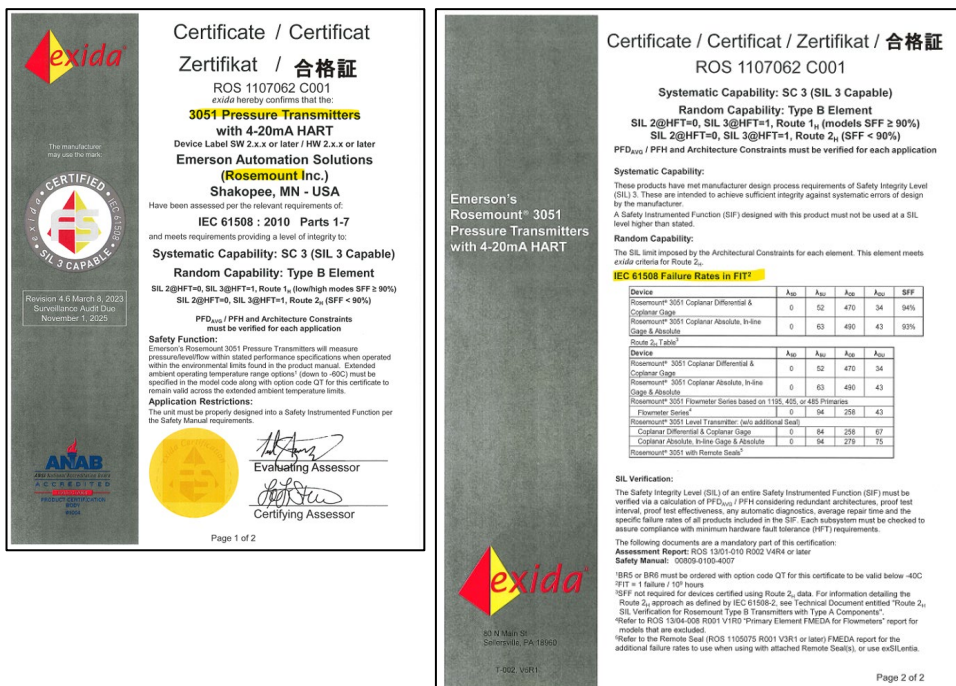 exida
The manufacturer
may use the mark:
CERTIFIED
exida
IEC 61508
FS
SIL 3 CAPABLE
Revision 4.6 March 8, 2023
Surveillance Audit Due
November 1, 2025
ANAB
ACCREDITED
PRODUCT CERTIFICATION
BODY
Certificate / Certificat
Zertifikat / 合格証
ROS 1107062 C001
exida hereby confirms that the:
3051 Pressure Transmitters
with 4-20mA HART
Device Label SW 2.x.x or later / HW 2.x.x or later
Emerson Automation Solutions
(Rosemount Inc.)
Shakopee, MN - USA
Have been assessed per the relevant requirements of:
IEC 61508 : 2010 Parts 1-7
and meets requirements providing a level of integrity to:
Systematic Capability: SC 3 (SIL 3 Capable)
Random Capability: Type B Element
SIL 2@HFT=0, SIL 3@HFT=1, Route 1H (low/high modes SFF ≥ 90%)
SIL 2@HFT=0, SIL 3@HFT=1, Route 2H (SFF < 90%)
PFDAVG / PFH and Architecture Constraints
must be verified for each application
Safety Function:
Emerson's Rosemount 3051 Pressure Transmitters will measure
pressure/level/flow within stated performance specifications when operated
within the environmental limits found in the product manual. Extended
ambient operating temperature range options¹ (down to -60C) must be
specified in the model code along with option code QT for this certificate to
remain valid across the extended ambient temperature limits.
Application Restrictions:
The unit must be properly designed into a Safety Instrumented Function per
the Safety Manual requirements.
Evaluating Assessor
Certifying Assessor
Page 1 of 2
Emerson's
Rosemount® 3051
Pressure Transmitters
with 4-20mA HART
exida
80 N Main St
Sellersville, PA 18960
T-002, V6R1
Certificate / Certificat / Zertifikat / 合格証
ROS 1107062 C001
Systematic Capability: SC 3 (SIL 3 Capable)
Random Capability: Type B Element
SIL 2@HFT=0, SIL 3@HFT=1, Route 1H (models SFF ≥ 90%)
SIL 2@HFT=0, SIL 3@HFT=1, Route 2H (SFF < 90%)
PFDAVG / PFH and Architecture Constraints must be verified for each application
Systematic Capability:
These products have met manufacturer design process requirements of Safety Integrity Level
(SIL) 3. These are intended to achieve sufficient integrity against systematic errors of design
by the manufacturer.
A Safety Instrumented Function (SIF) designed with this product must not be used at a SIL
level higher than stated.
Random Capability:
The SIL limit imposed by the Architectural Constraints for each element. This element meets
exida criteria for Route 2H.
IEC 61508 Failure Rates in FIT²
Device λSD λSU λDD λDU SFF
Rosemount® 3051 Coplanar Differential &
Coplanar Gage 0 52 470 34 94%
Rosemount® 3051 Coplanar Absolute, In-line
Gage & Absolute 0 63 490 43 93%
Route 2H Table³
Device λSD λSU λDD λDU
Rosemount® 3051 Coplanar Differential &
Coplanar Gage 0 52 470 34
Rosemount® 3051 Coplanar Absolute, In-line
Gage & Absolute 0 63 490 43
Rosemount® 3051 Flowmeter Series based on 1195, 405, or 485 Primaries
Flowmeter Series⁴ 0 94 258 43
Rosemount® 3051 Level Transmitter: (w/o additional Seal)
Coplanar Differential & Coplanar Gage 0 84 258 67
Coplanar Absolute, In-line Gage & Absolute 0 94 279 75
Rosemount® 3051 with Remote Seals⁵
SIL Verification:
The Safety Integrity Level (SIL) of an entire Safety Instrumented Function (SIF) must be
verified via a calculation of PFDAVG / PFH considering redundant architectures, proof test
interval, proof test effectiveness, any automatic diagnostics, average repair time and the
specific failure rates of all products included in the SIF. Each subsystem must be checked to
assure compliance with minimum hardware fault tolerance (HFT) requirements.
The following documents are a mandatory part of this certification:
Assessment Report: ROS 13/01-010 R002 V4R4 or later
Safety Manual: 00809-0100-4007
¹BR5 or BR6 must be ordered with option code QT for this certificate to be valid below -40C
²FIT = 1 failure / 10⁹ hours
³SFF not required for devices certified using Route 2H data. For information detailing the
Route 2H approach as defined by IEC 61508-2, see Technical Document entitled "Route 2H
SIL Verification for Rosemount Type B Transmitters with Type A Components".
⁴Refer to ROS 13/04-008 R001 V1R0 "Primary Element FMEDA for Flowmeters" report for
models that are excluded.
⁵Refer to the Remote Seal (ROS 1105075 R001 V3R1 or later) FMEDA report for the
additional failure rates to use when using with attached Remote Seal(s), or use exSILentia.
Page 2 of 2